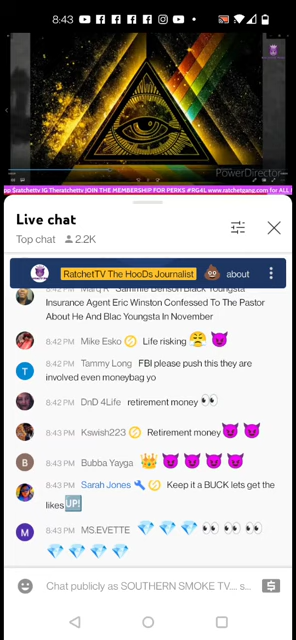 8:43
PowerDirector
pp $ratchettv IG Theratchettv JOIN THE MEMBERSHIP FOR PERKS #RG4L www.ratchetgang.com for ALL
Live chat
Top chat 2.2K
RatchetTV The HooDs Journalist 💩 about
8:42 PM Marq R Sammie Benson Black Youngsta
Insurance Agent Eric Winston Confessed To The Pastor
About He And Blac Youngsta In November
8:43 PM Mike Esko Life risking 😤 😈
8:42 PM Tammy Long FBI please push this they are
involved even moneybag yo
8:42 PM DnD 4Life retirement money 👀
8:43 PM Kswish223 Retirement money 😈 😈
8:43 PM Bubba Yayga 👑 😈 😈 😈 😈
8:43 PM Sarah Jones 🔧 Keep it a BUCK lets get the
likes UP!
8:43 PM MS.EVETTE 💎 💎 💎 👀 👀 👀
💎 💎 💎 💎
Chat publicly as SOUTHERN SMOKE TV.... s...